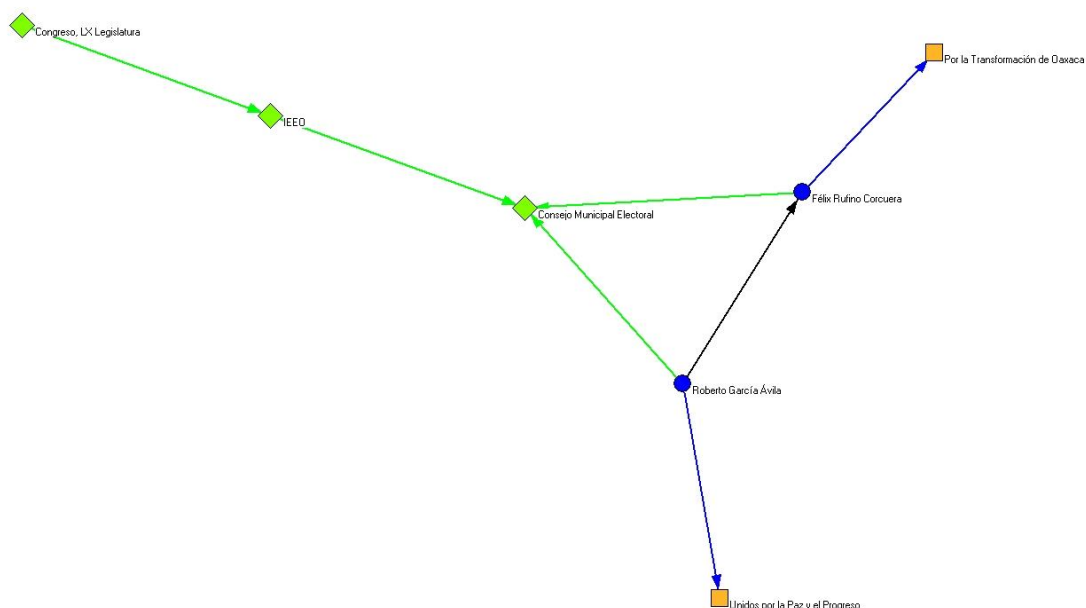 Congreso, LX Legislatura
Por la Transformación de Oaxaca
IEEO
Félix Rufino Corcuera
Consejo Municipal Electoral
Roberto García Ávila
Unidos por la Paz y el Progreso